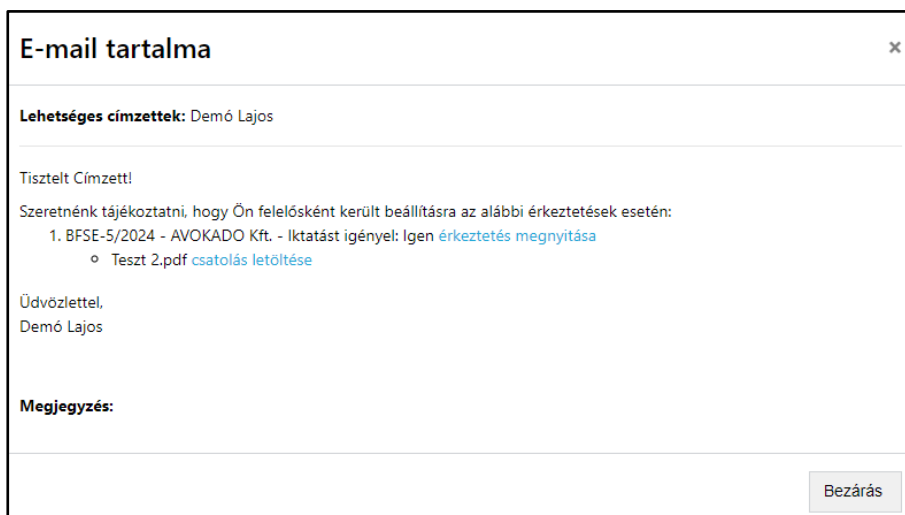 E-mail tartalma
×
Lehetséges címzettek: Demó Lajos
Tisztelt Címzett!
Szeretnénk tájékoztatni, hogy Ön felelősként került beállításra az alábbi érkeztetések esetén:
1. BFSE-5/2024 - AVOKADO Kft. - Iktatást igényel: Igen érkeztetés megnyitása
Teszt 2.pdf csatolás letöltése
Üdvözlettel,
Demó Lajos
Megjegyzés:
Bezárás